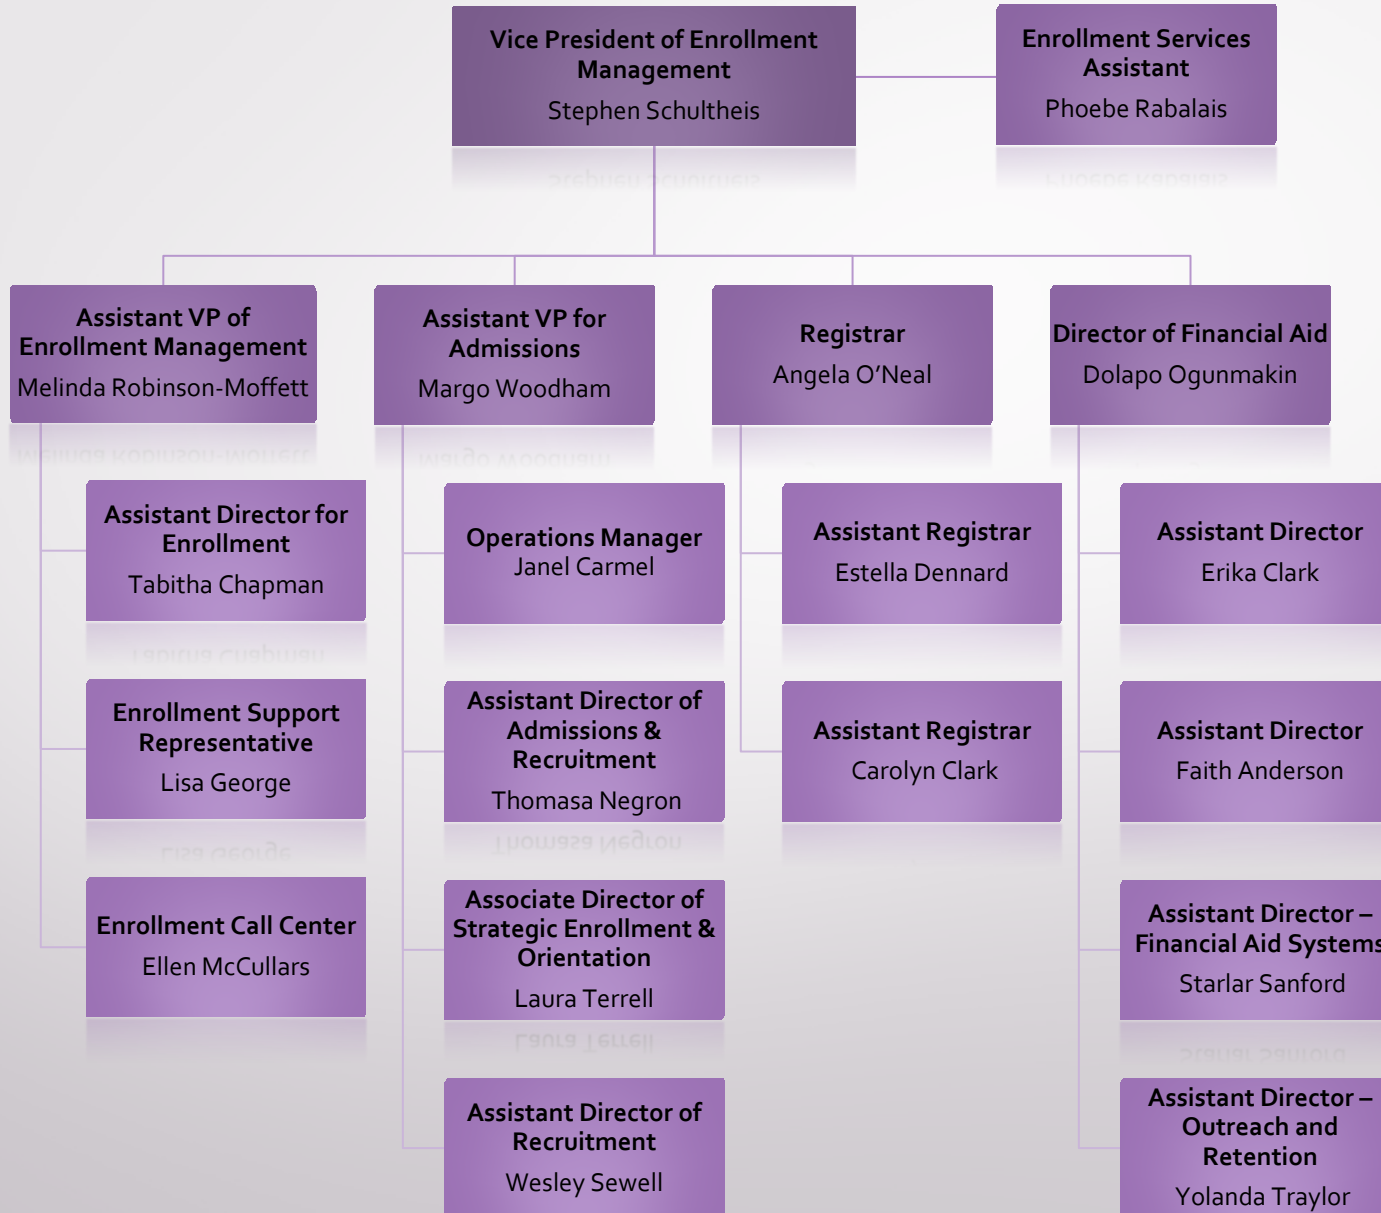 Vice President of Enrollment
Management
Stephen Schultheis
Enrollment Services
Assistant
Phoebe Rabalais
Assistant VP of
Enrollment Management
Melinda Robinson-Moffett
Assistant VP for
Admissions
Margo Woodham
Registrar
Angela O’Neal
Director of Financial Aid
Dolapo Ogunmakin
Assistant Director for
Enrollment
Tabitha Chapman
Enrollment Support
Representative
Lisa George
Enrollment Call Center
Ellen McCullars
Operations Manager
Janel Carmel
Assistant Director of
Admissions &
Recruitment
Thomasa Negron
Associate Director of
Strategic Enrollment &
Orientation
Laura Terrell
Assistant Director of
Recruitment
Wesley Sewell
Assistant Registrar
Estella Dennard
Assistant Registrar
Carolyn Clark
Assistant Director
Erika Clark
Assistant Director
Faith Anderson
Assistant Director –
Financial Aid Systems
Starlar Sanford
Assistant Director –
Outreach and
Retention
Yolanda Traylor